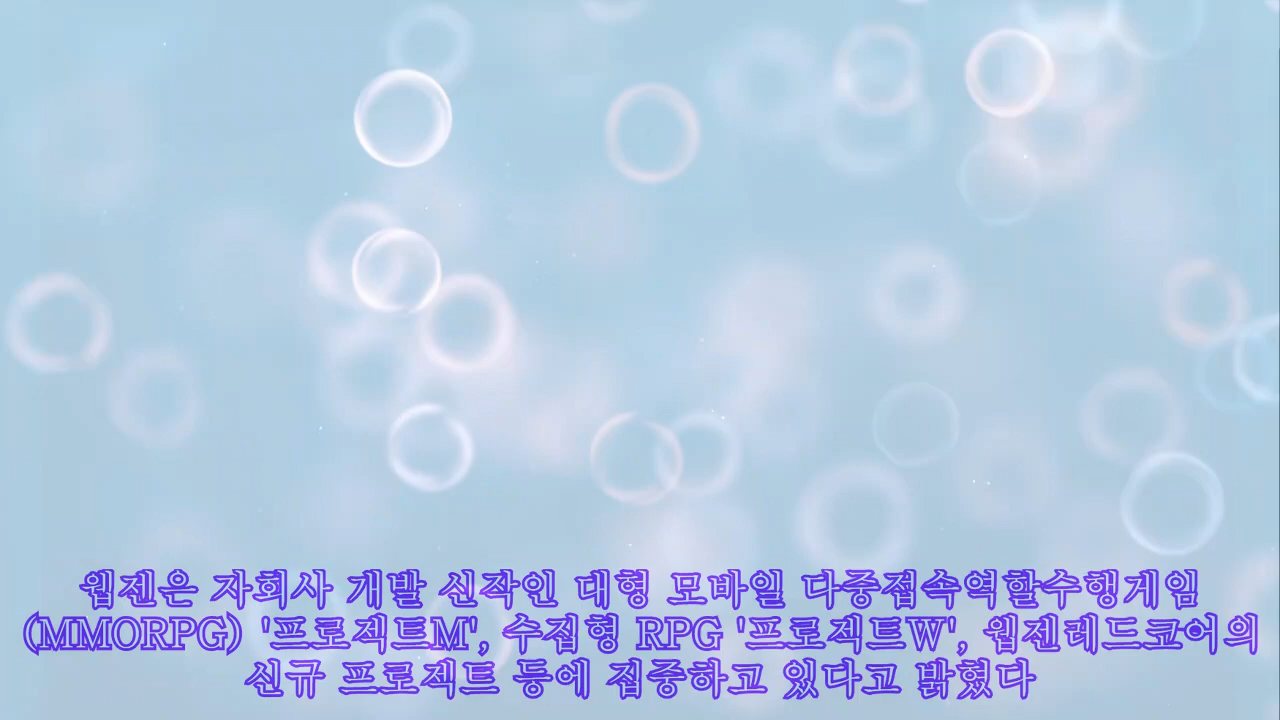 웹젠은 자회사 개발 신작인 대형 모바일 다중접속역할수행게임
(MMORPG) '프로젝트M', 수집형 RPG '프로젝트W', 웹젠레드코어의
신규 프로젝트 등에 집중하고 있다고 밝혔다